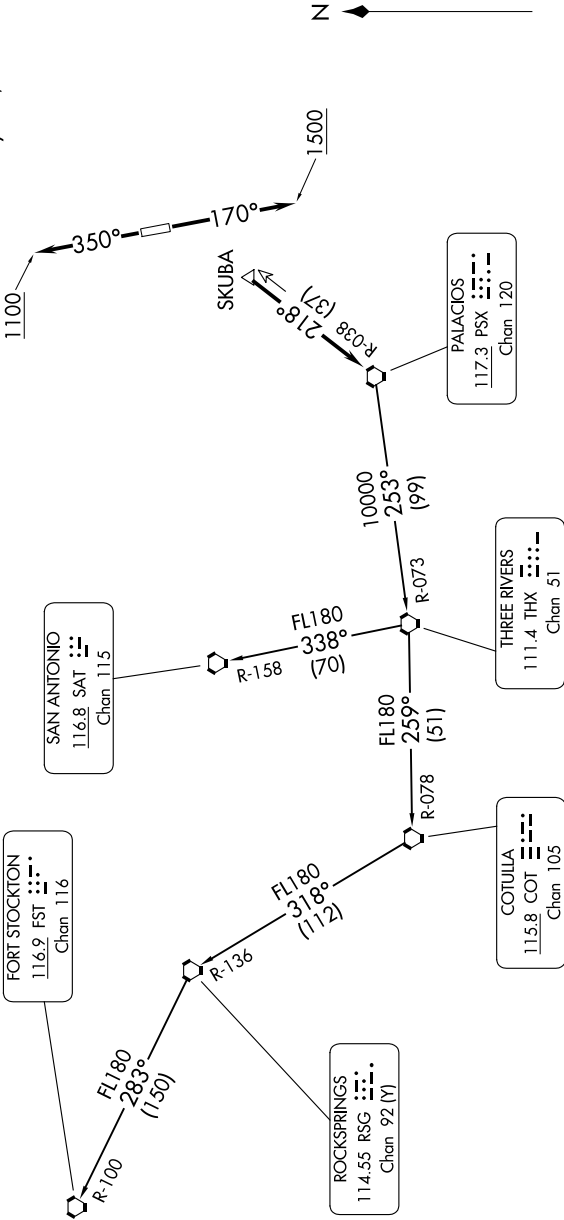 N
1100
350°
170°
1500
SKUBA
218°
(37)
R-038
PALACIOS
117.3 PSX
Chan 120
10000
253°
(99)
R-073
THREE RIVERS
111.4 THX
Chan 51
FL180
338°
(70)
R-158
SAN ANTONIO
116.8 SAT
Chan 115
FL180
259°
(51)
R-078
COTULLA
115.8 COT
Chan 105
FL180
318°
(112)
R-136
ROCKSPRINGS
114.55 RSG
Chan 92 (Y)
FL180
283°
(150)
R-100
FORT STOCKTON
116.9 FST
Chan 116